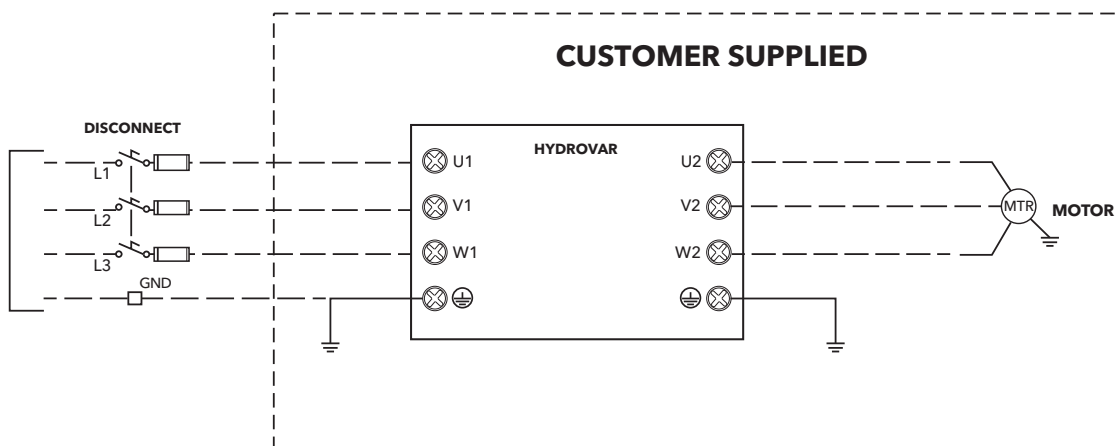 CUSTOMER SUPPLIED
DISCONNECT
HYDROVAR
L1
U1
U2
L2
V1
V2
MTR
MOTOR
L3
W1
W2
GND